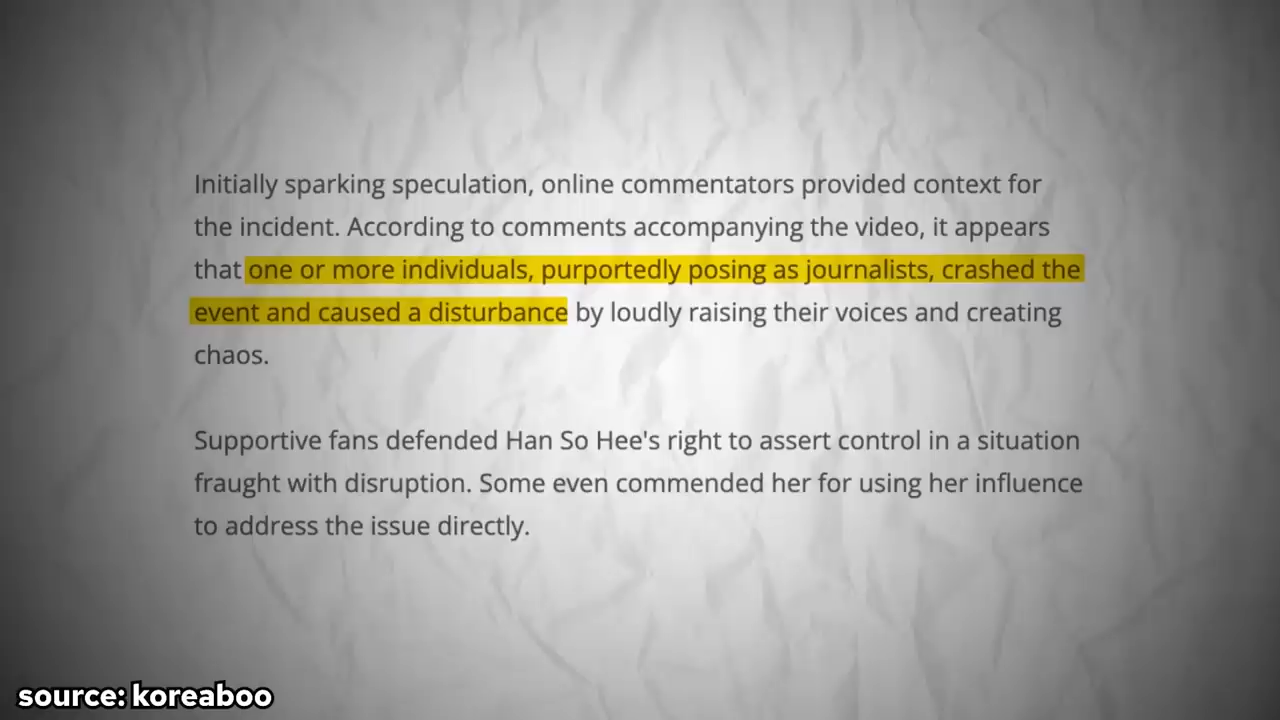 Initially sparking speculation, online commentators provided context for
the incident. According to comments accompanying the video, it appears
that one or more individuals, purportedly posing as journalists, crashed the
event and caused a disturbance by loudly raising their voices and creating
chaos.
Supportive fans defended Han So Hee's right to assert control in a situation
fraught with disruption. Some even commended her for using her influence
to address the issue directly.
source: koreaboo